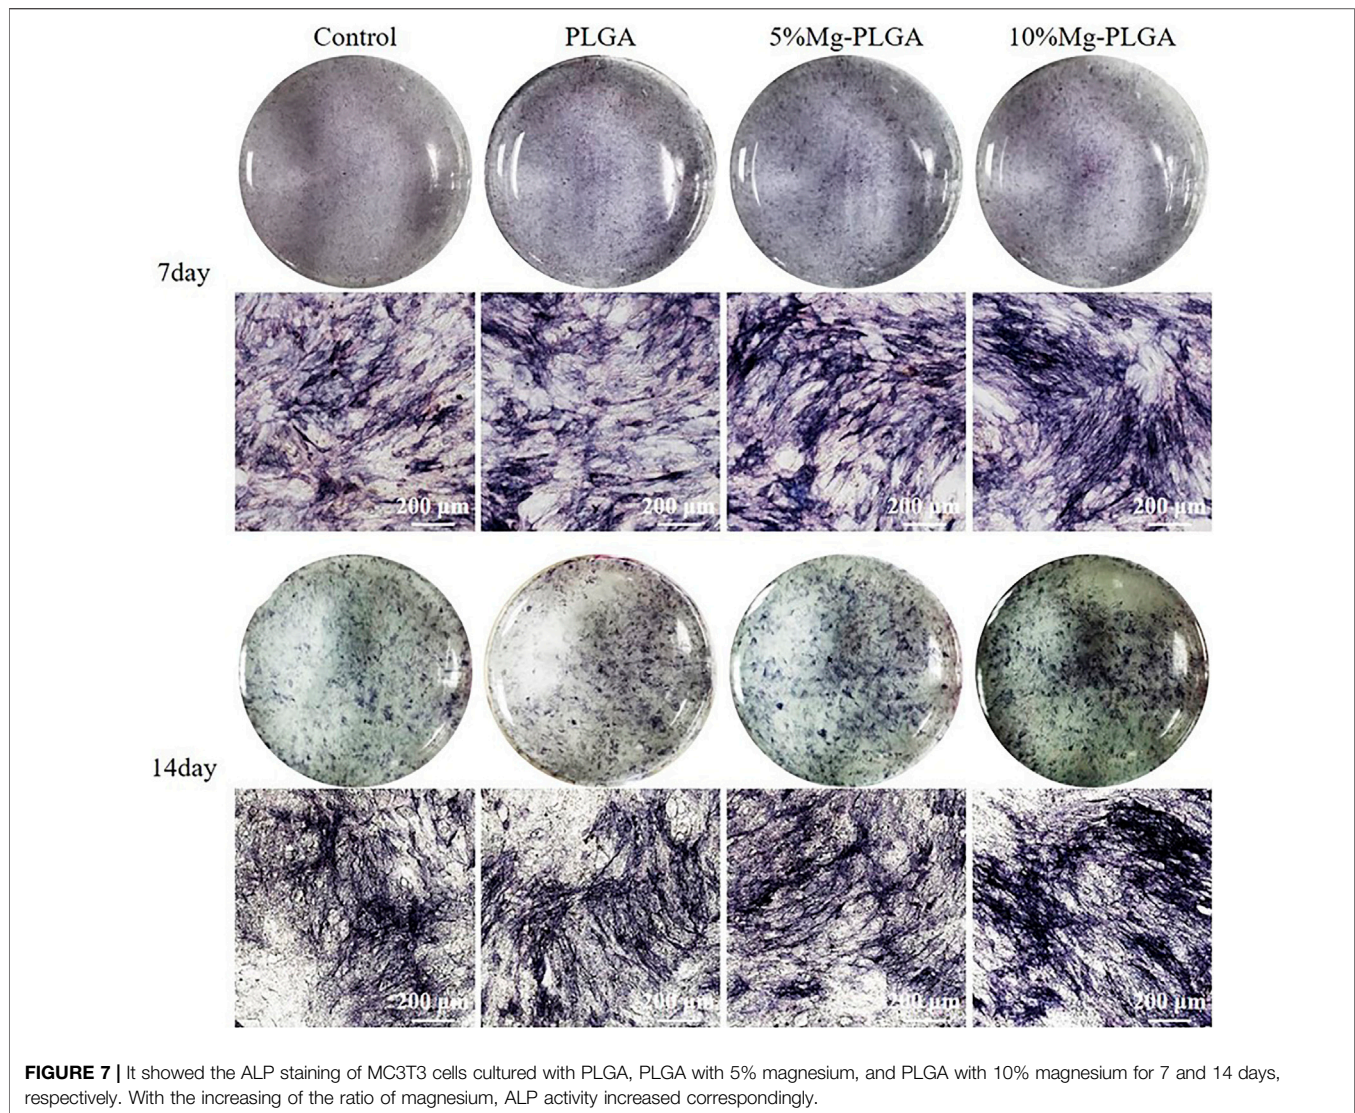 Control PLGA 5%Mg-PLGA 10%Mg-PLGA
7day
200 μm 200 μm 200 μm 200 μm
14day
200 μm 200 μm 200 μm 200 μm
FIGURE 7 | It showed the ALP staining of MC3T3 cells cultured with PLGA, PLGA with 5% magnesium, and PLGA with 10% magnesium for 7 and 14 days,
respectively. With the increasing of the ratio of magnesium, ALP activity increased correspondingly.